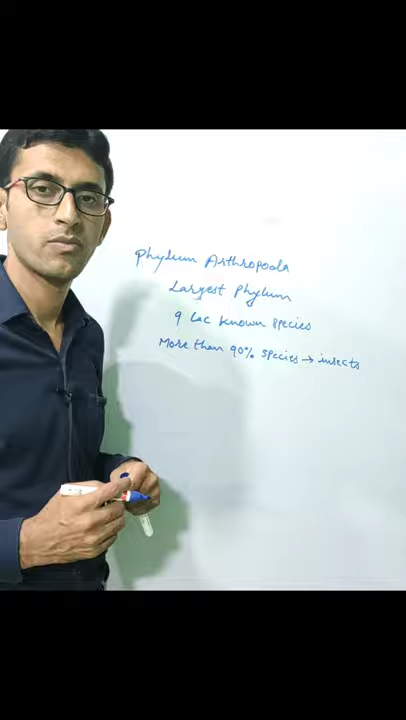 Phylum Arthropoda
Largest Phylum
9 Lac known species
More than 90% species → insects